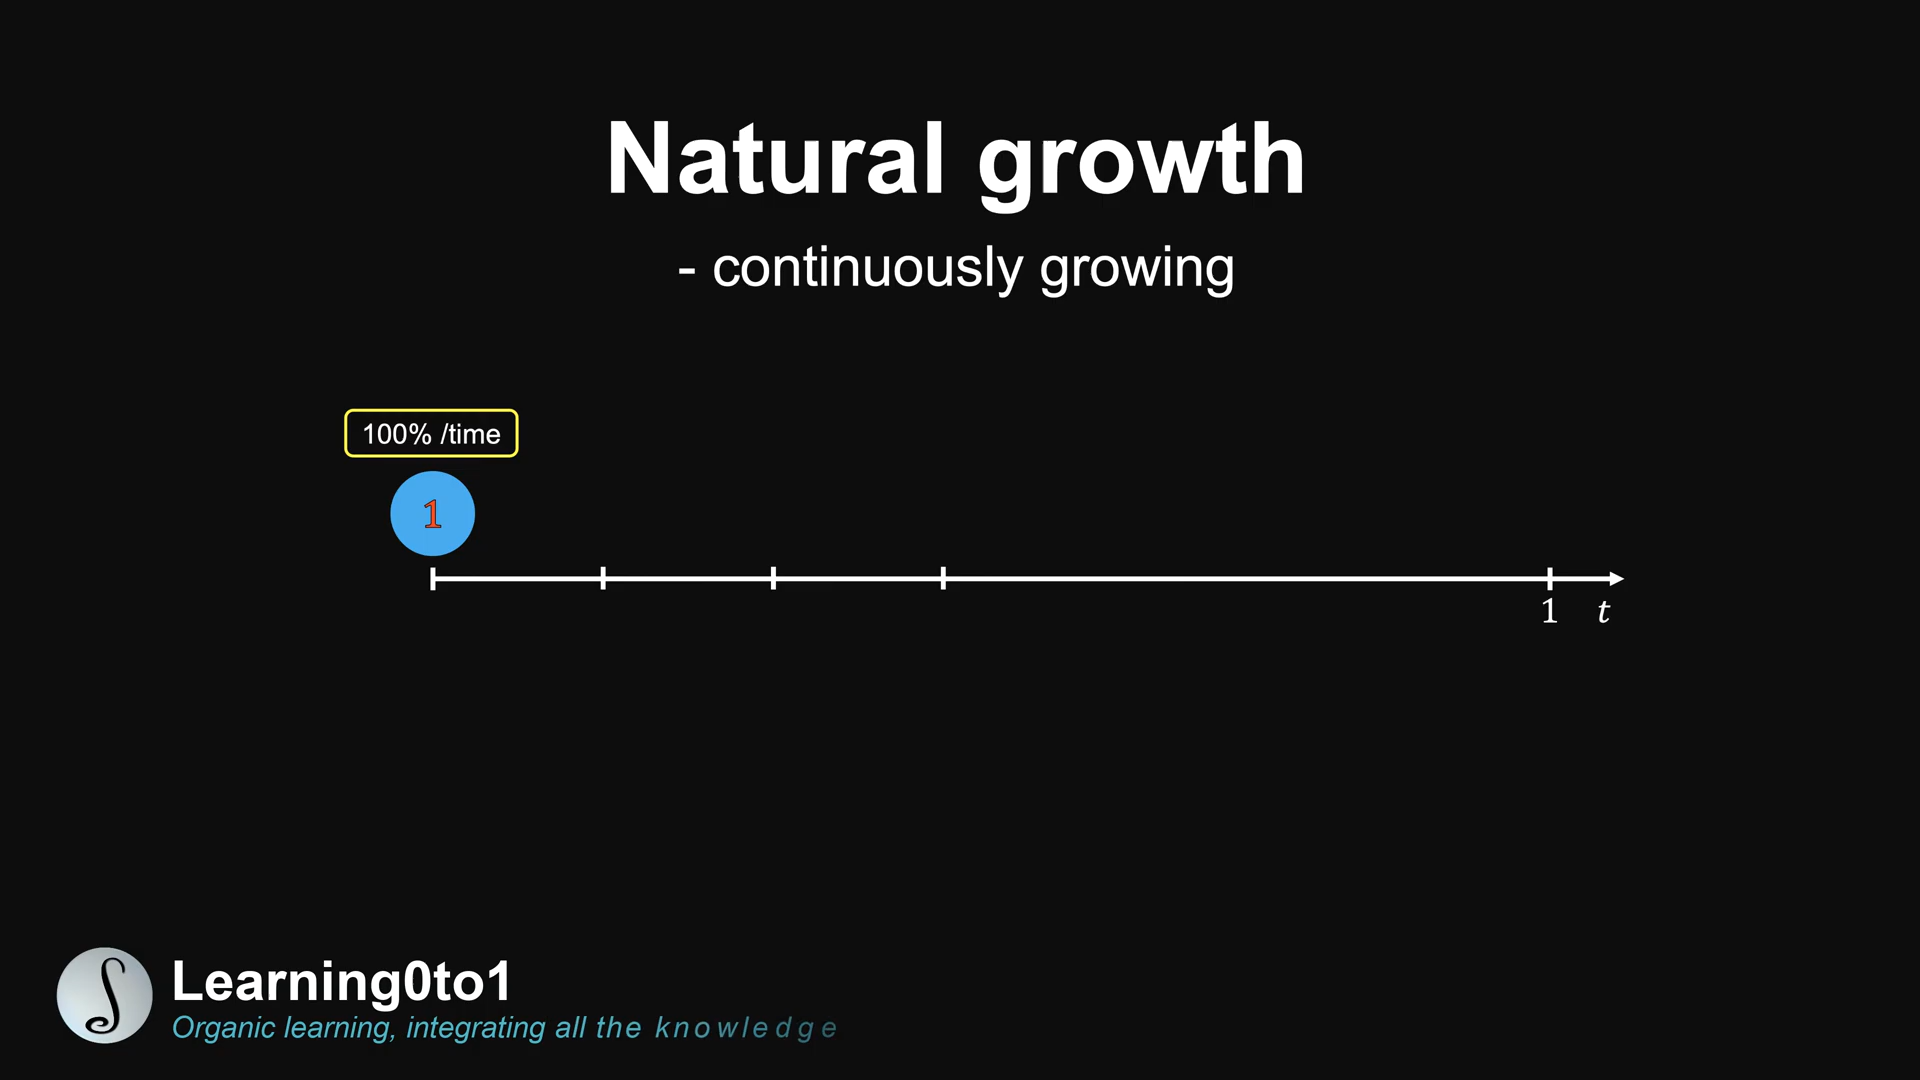 Natural growth
- continuously growing
100% /time
1
1 t
Learning0to1
Organic learning, integrating all the knowledge